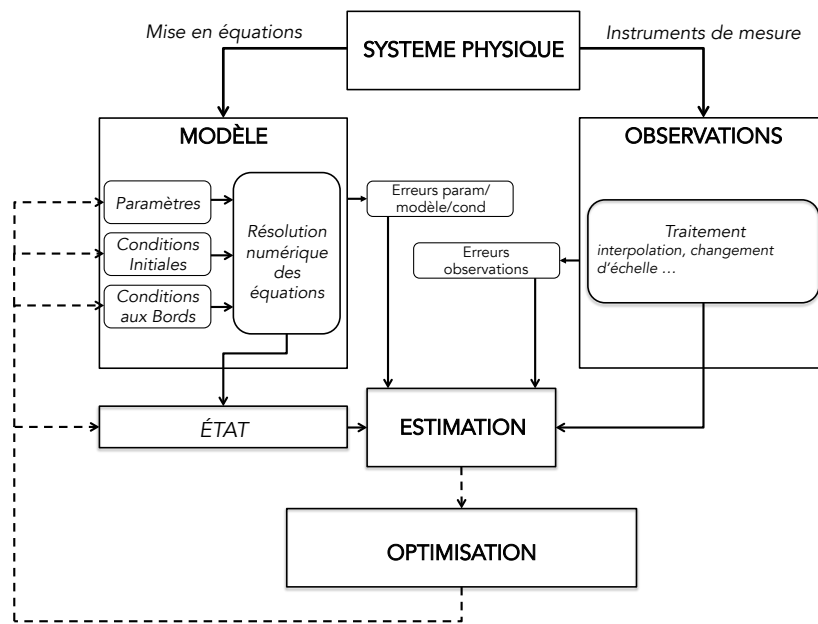 Mise en équations
SYSTEME PHYSIQUE
Instruments de mesure
MODÈLE
OBSERVATIONS
Paramètres
Conditions
Initiales
Conditions
aux Bords
Résolution
numérique
des
équations
Erreurs param/
modèle/cond
Erreurs
observations
Traitement
interpolation, changement
d'échelle ...
ÉTAT
ESTIMATION
OPTIMISATION